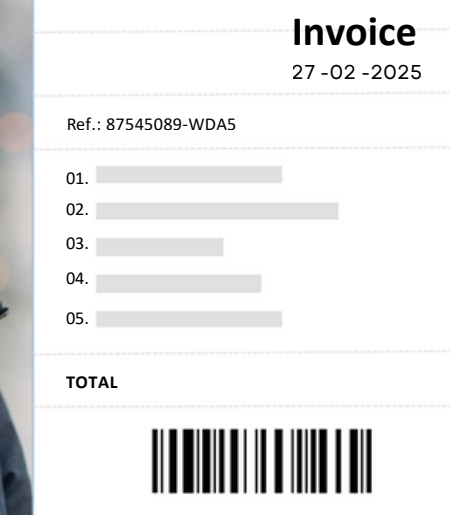 Invoice
27 -02 -2025
Ref.: 87545089-WDA5
01.
02.
03.
04.
05.
TOTAL